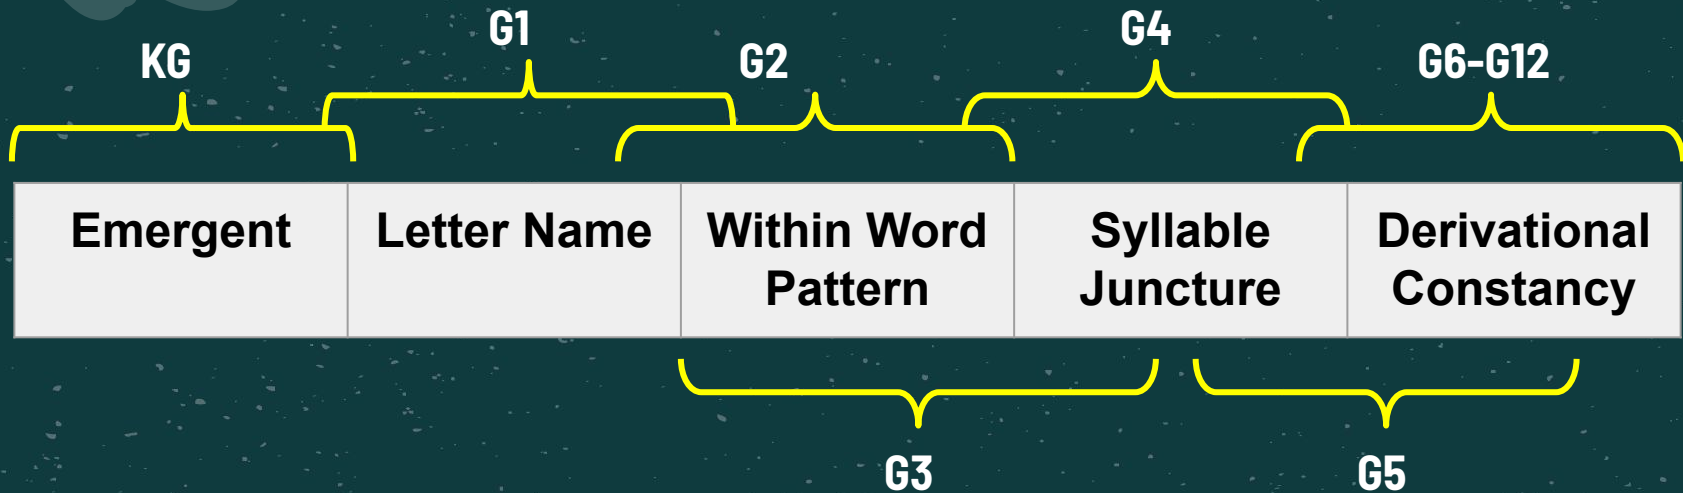 G1
G4
KG
G2
G6-G12
Emergent
Letter Name
Within Word
Pattern
Syllable
Juncture
Derivational
Constancy
G3
G5